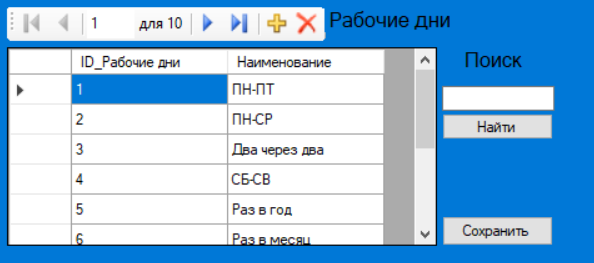 1 для 10 Рабочие дни
ID_Рабочие дни Наименование
Поиск
1 ПН-ПТ
2 ПН-СР
Найти
3 Два через два
4 СБ-СВ
5 Раз в год
6 Раз в месяц
Сохранить